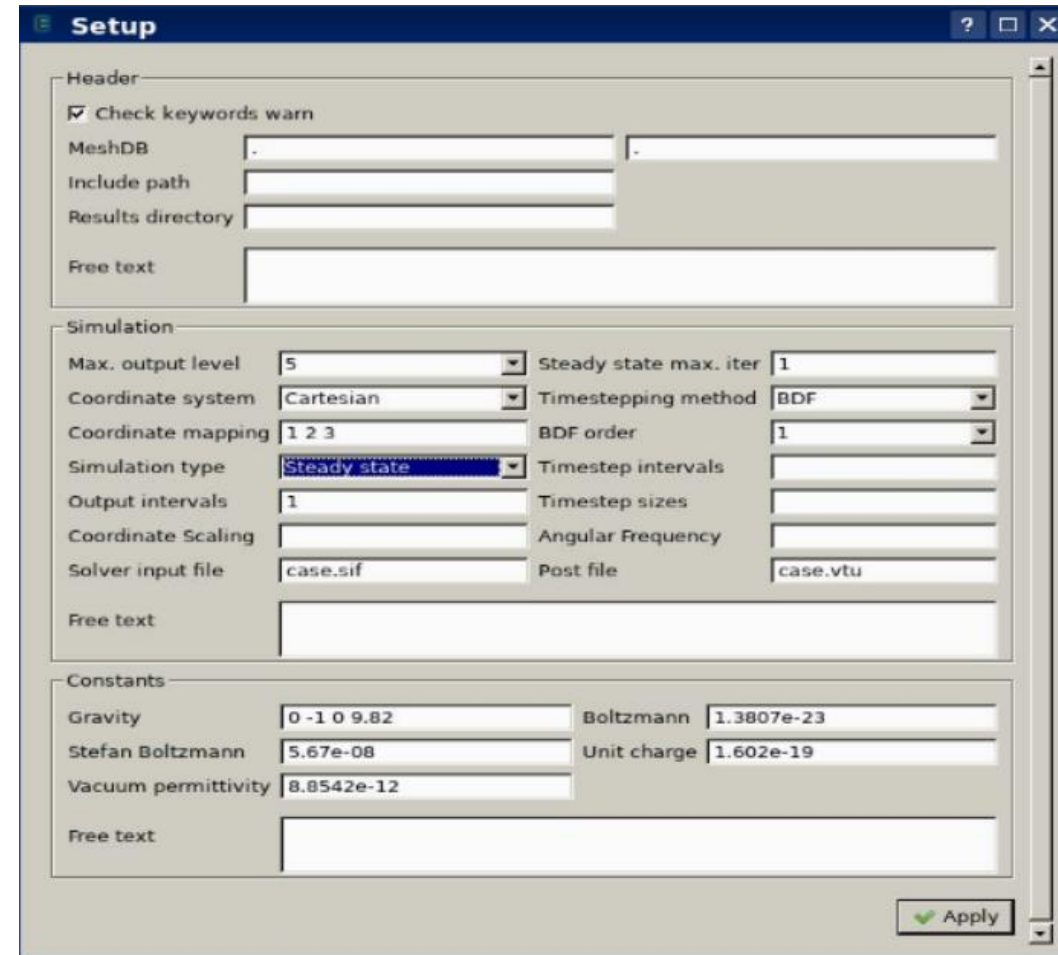 Setup
Header
Check keywords warn
MeshDB . .
Include path
Results directory
Free text
Simulation
Max. output level 5 Steady state max. iter 1
Coordinate system Cartesian Timestepping method BDF
Coordinate mapping 1 2 3 BDF order 1
Simulation type Steady state Timestep intervals
Output intervals 1 Timestep sizes
Coordinate Scaling Angular Frequency
Solver input file case.sif Post file case.vtu
Free text
Constants
Gravity 0 -1 0 9.82 Boltzmann 1.3807e-23
Stefan Boltzmann 5.67e-08 Unit charge 1.602e-19
Vacuum permittivity 8.8542e-12
Free text
Apply